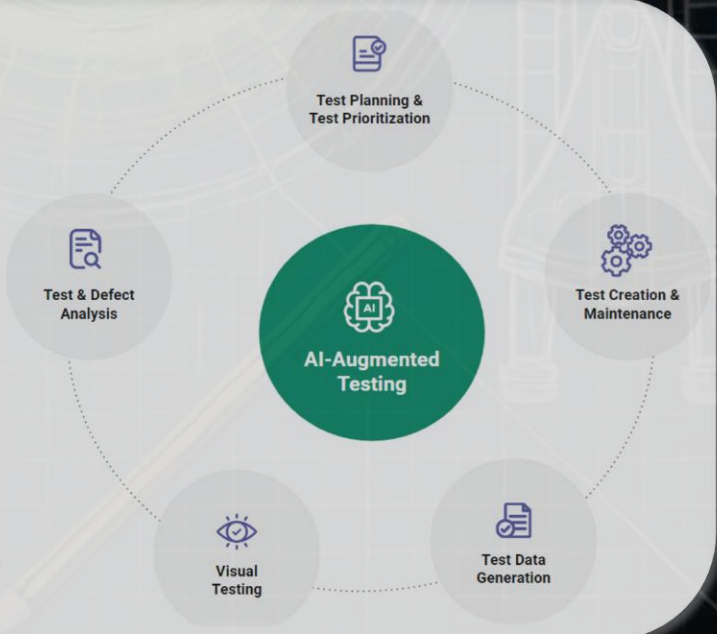 Test Planning &
Test Prioritization
Test & Defect
Analysis
Test Creation &
Maintenance
AI
AI-Augmented
Testing
Visual
Testing
Test Data
Generation